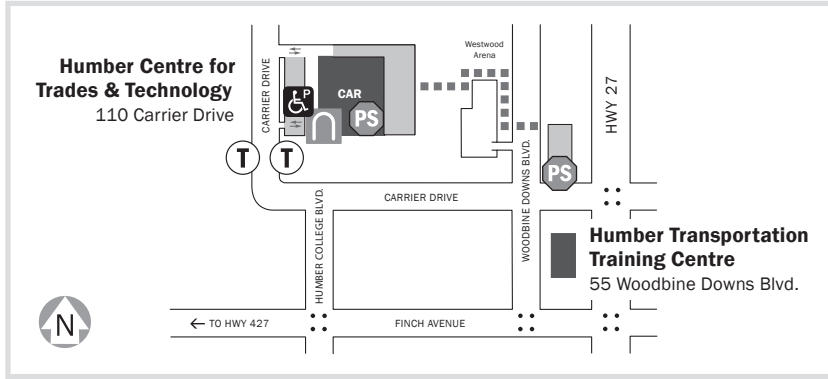 Humber Centre for
Trades & Technology
110 Carrier Drive
CARRIER DRIVE
P
CAR
PS
Westwood
Arena
HWY 27
T
T
PS
CARRIER DRIVE
HUMBER COLLEGE BLVD.
WOODBINE DOWNS BLVD.
Humber Transportation
Training Centre
55 Woodbine Downs Blvd.
N
← TO HWY 427
FINCH AVENUE